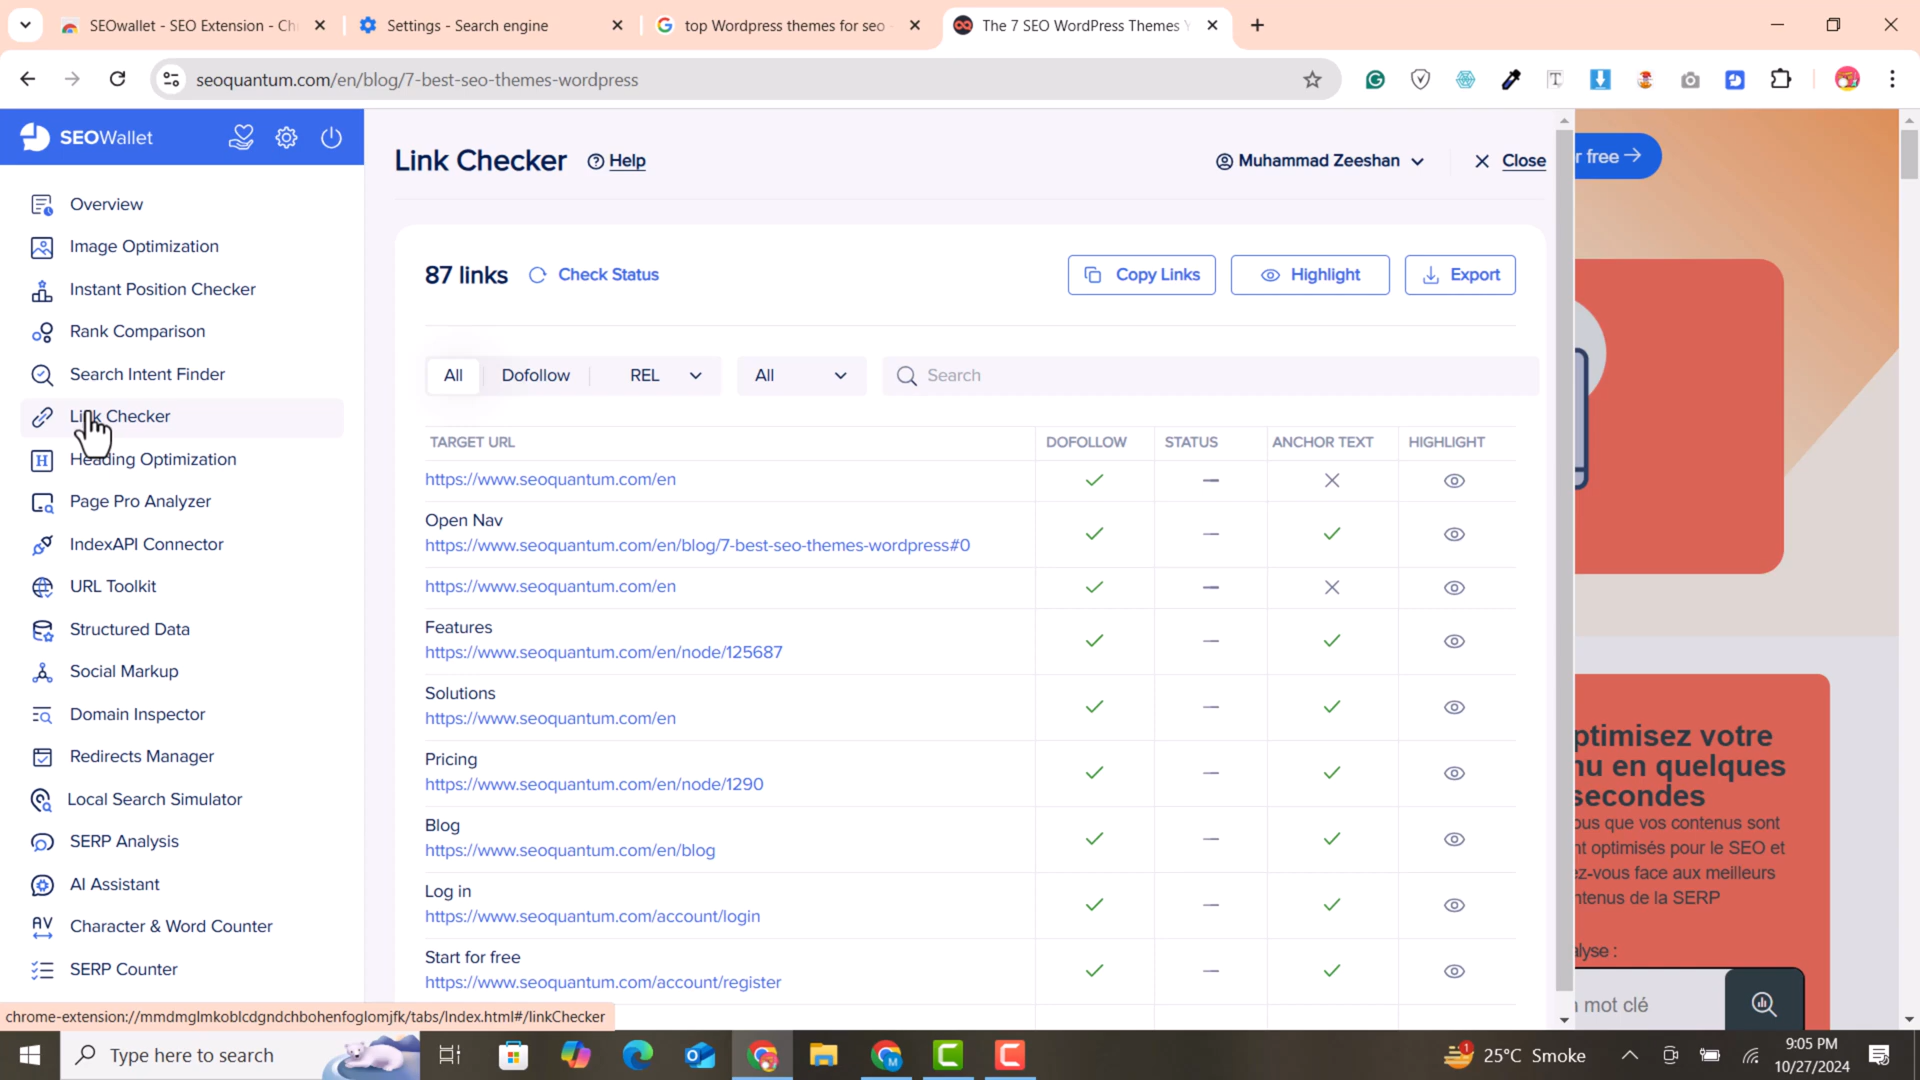 SEOwallet - SEO Extension - Ch
Settings - Search engine
top Wordpress themes for seo
The 7 SEO WordPress Themes Y
seoquantum.com/en/blog/7-best-seo-themes-wordpress
SEOWallet
Overview
Image Optimization
Instant Position Checker
Rank Comparison
Search Intent Finder
Link Checker
Heading Optimization
Page Pro Analyzer
IndexAPI Connector
URL Toolkit
Structured Data
Social Markup
Domain Inspector
Redirects Manager
Local Search Simulator
SERP Analysis
AI Assistant
Character & Word Counter
SERP Counter
Link Checker
Help
Muhammad Zeeshan
Close
87 links
Check Status
Copy Links
Highlight
Export
All
Dofollow
REL
All
Search
TARGET URL
DOFOLLOW
STATUS
ANCHOR TEXT
HIGHLIGHT
https://www.seoquantum.com/en
Open Nav
https://www.seoquantum.com/en/blog/7-best-seo-themes-wordpress#0
https://www.seoquantum.com/en
Features
https://www.seoquantum.com/en/node/125687
Solutions
https://www.seoquantum.com/en
Pricing
https://www.seoquantum.com/en/node/1290
Blog
https://www.seoquantum.com/en/blog
Log in
https://www.seoquantum.com/account/login
Start for free
https://www.seoquantum.com/account/register
r free
ptimisez votre
nu en quelques
secondes
ous que vos contenus sont
nt optimisés pour le SEO et
ez-vous face aux meilleurs
ntenus de la SERP
alyse :
n mot clé
chrome-extension://mmdmglmkoblcdgndchbohenfoglomjfk/tabs/Index.html#/linkChecker
Type here to search
1
25°C Smoke
9:05 PM
10/27/2024